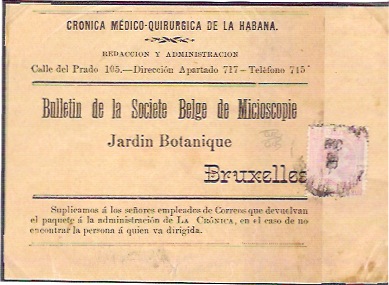 CRONICA MÉDICO-QUIRURGICA DE LA HABANA.
REDACCION Y ADMINISTRACION
Calle del Prado 105.—Dirección Apartado 717—Teléfono 745
Bulletin de la Societe Belge de Micioscopie
Jardin Botanique
Bruxelles
Suplicamos á los señores empleados de Correos que devuelvan
el paquete á la administración de LA CRÓNICA, en el caso de no
encontrar la persona á quien va dirigida.